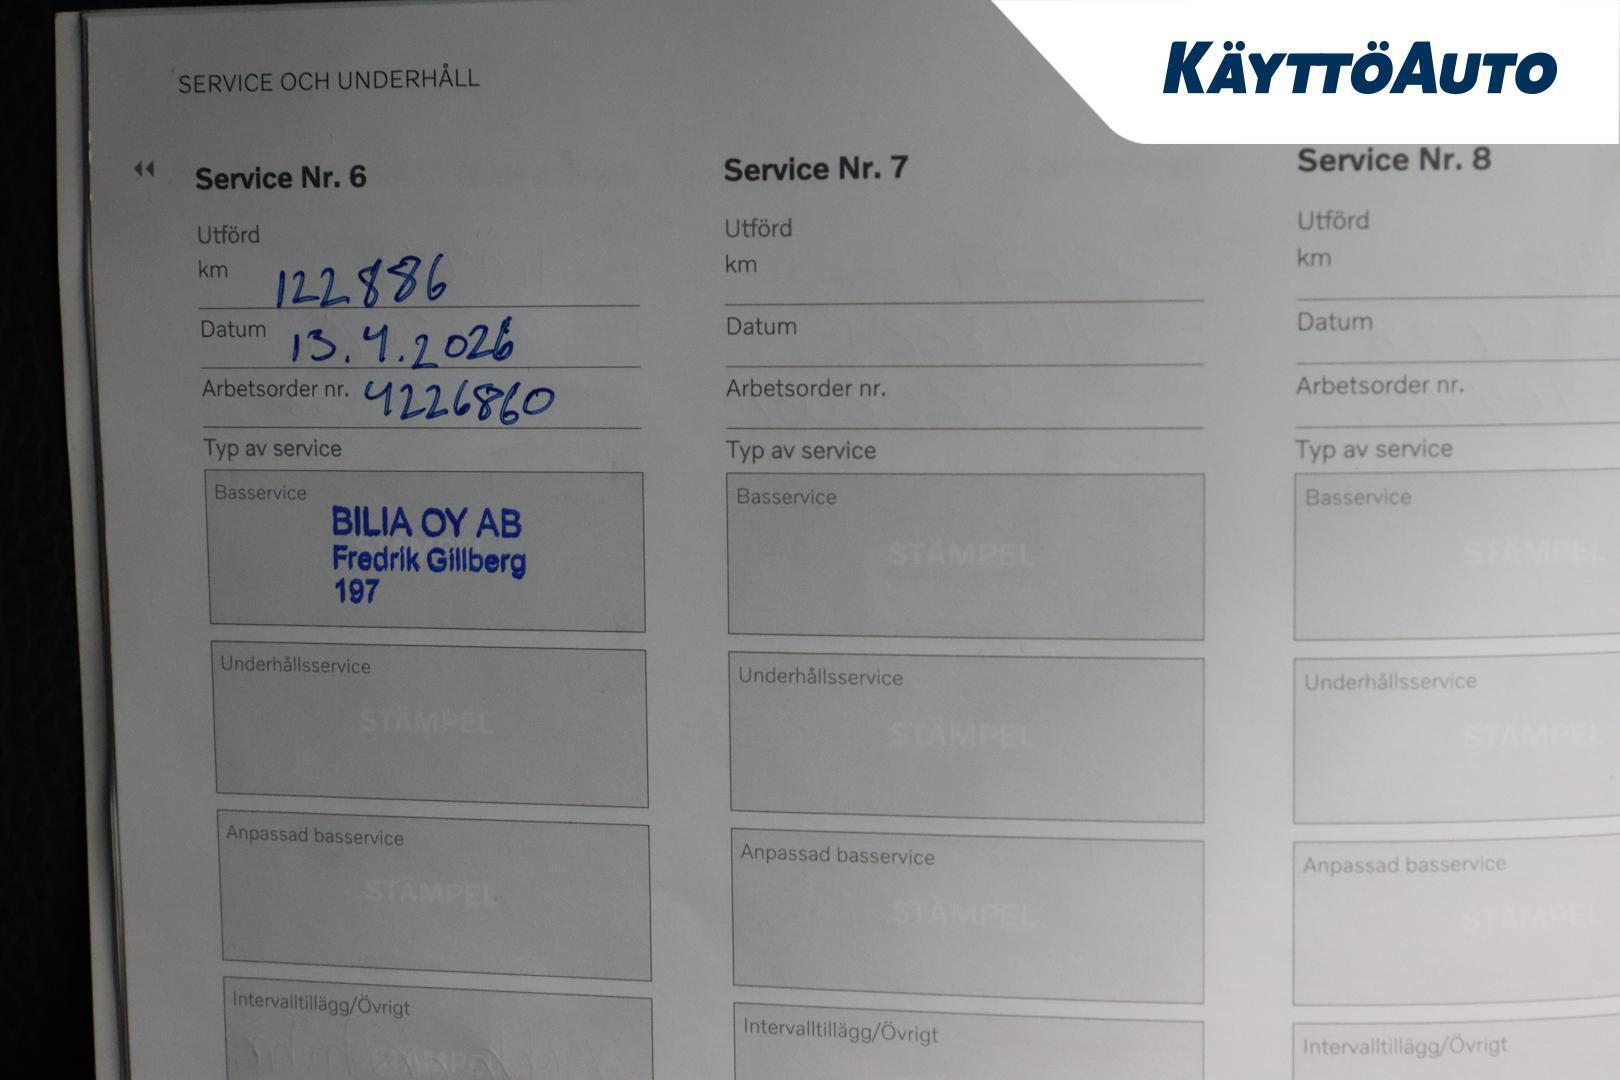 KÄYTTÖAUTO
SERVICE OCH UNDERHÅLL
Service Nr. 6
Utförd
km 122886
Datum 13.4.2026
Arbetsorder nr. 4226860
Typ av service
Basservice
BILIA OY AB
Fredrik Gillberg
197
Underhållsservice
STÄMPEL
Anpassad basservice
STÄMPEL
Intervalltillägg/Övrigt
STÄMPEL
Service Nr. 7
Utförd
km
Datum
Arbetsorder nr.
Typ av service
Basservice
STÄMPEL
Underhållsservice
STÄMPEL
Anpassad basservice
STÄMPEL
Intervalltillägg/Övrigt
Service Nr. 8
Utförd
km
Datum
Arbetsorder nr.
Typ av service
Basservice
STÄMPEL
Underhållsservice
STÄMPEL
Anpassad basservice
STÄMPEL
Intervalltillägg/Övrigt